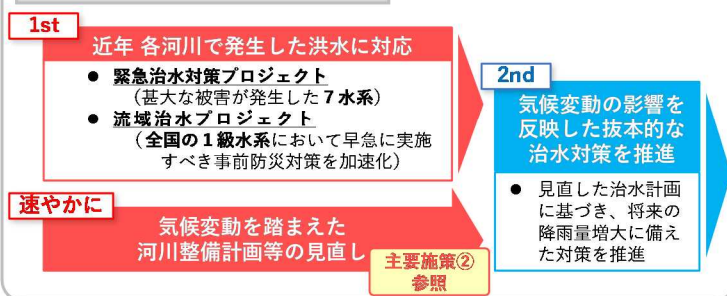 1st
近年 各河川で発生した洪水に対応
● 緊急治水対策プロジェクト
（甚大な被害が発生した７水系）
● 流域治水プロジェクト
（全国の１級水系において早急に実施
すべき事前防災対策を加速化）
速やかに
気候変動を踏まえた
河川整備計画等の見直し
主要施策②
参照
2nd
気候変動の影響を
反映した抜本的な
治水対策を推進
● 見直した治水計画
に基づき、将来の
降雨量増大に備え
た対策を推進